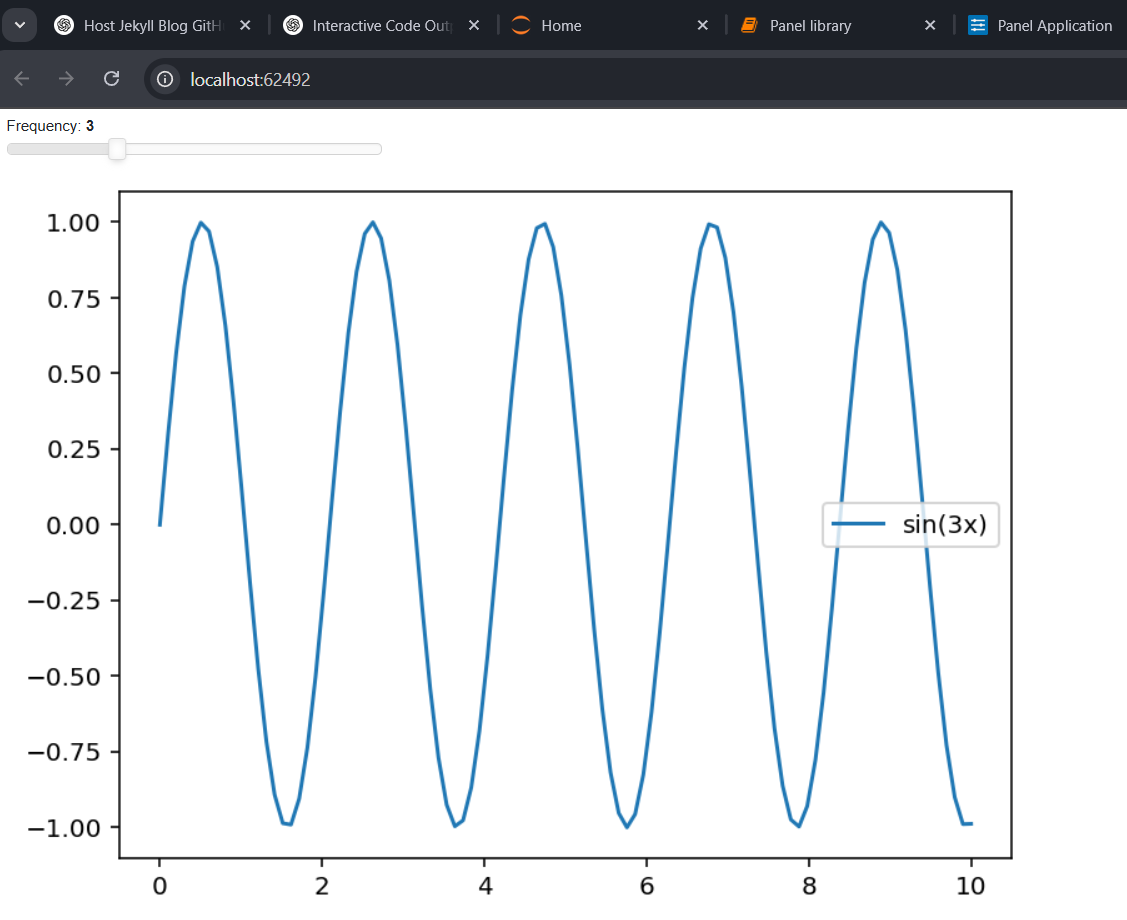 Host Jekyll Blog GitH
Interactive Code Out
Home
Panel library
Panel Application
localhost:62492
Frequency: 3
1.00
0.75
0.50
0.25
0.00
−0.25
−0.50
−0.75
−1.00
sin(3x)
0 2 4 6 8 10